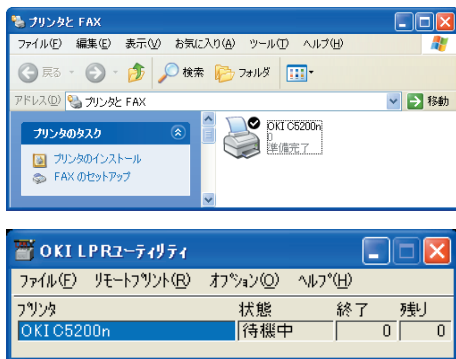 プリンタと FAX
ファイル(F) 編集(E) 表示(V) お気に入り(A) ツール(T) ヘルプ(H)
戻る 検索 フォルダ
アドレス(D) プリンタと FAX 移動
プリンタのタスク
プリンタのインストール
FAX のセットアップ
OKI C5200n
0
準備完了
OKI LPRユーティリティ
ファイル(F) リモートプリント(R) オプション(O) ヘルプ(H)
プリンタ 状態 終了 残り
OKI C5200n 待機中 0 0